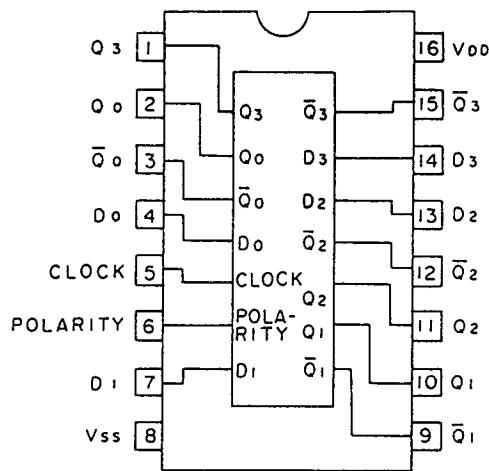 Q3 1 16 VDD
Q0 2 Q3 Q̅3 15 Q̅3
Q̅0 3 Q0 D3 14 D3
D0 4 Q̅0 D2 13 D2
D0 Q̅2
CLOCK 5 CLOCK Q2 12 Q̅2
POLARITY 6 POLA- 11 Q2
RITY Q1
D1 7 D1 Q̅1 10 Q1
Vss 8 9 Q̅1